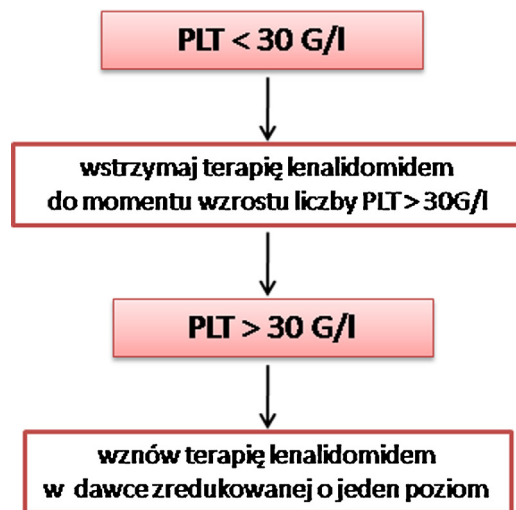 PLT < 30 G/l
wstrzymaj terapię lenalidomidem
do momentu wzrostu liczby PLT > 30G/l
PLT > 30 G/l
wznów terapię lenalidomidem
w dawce zredukowanej o jeden poziom